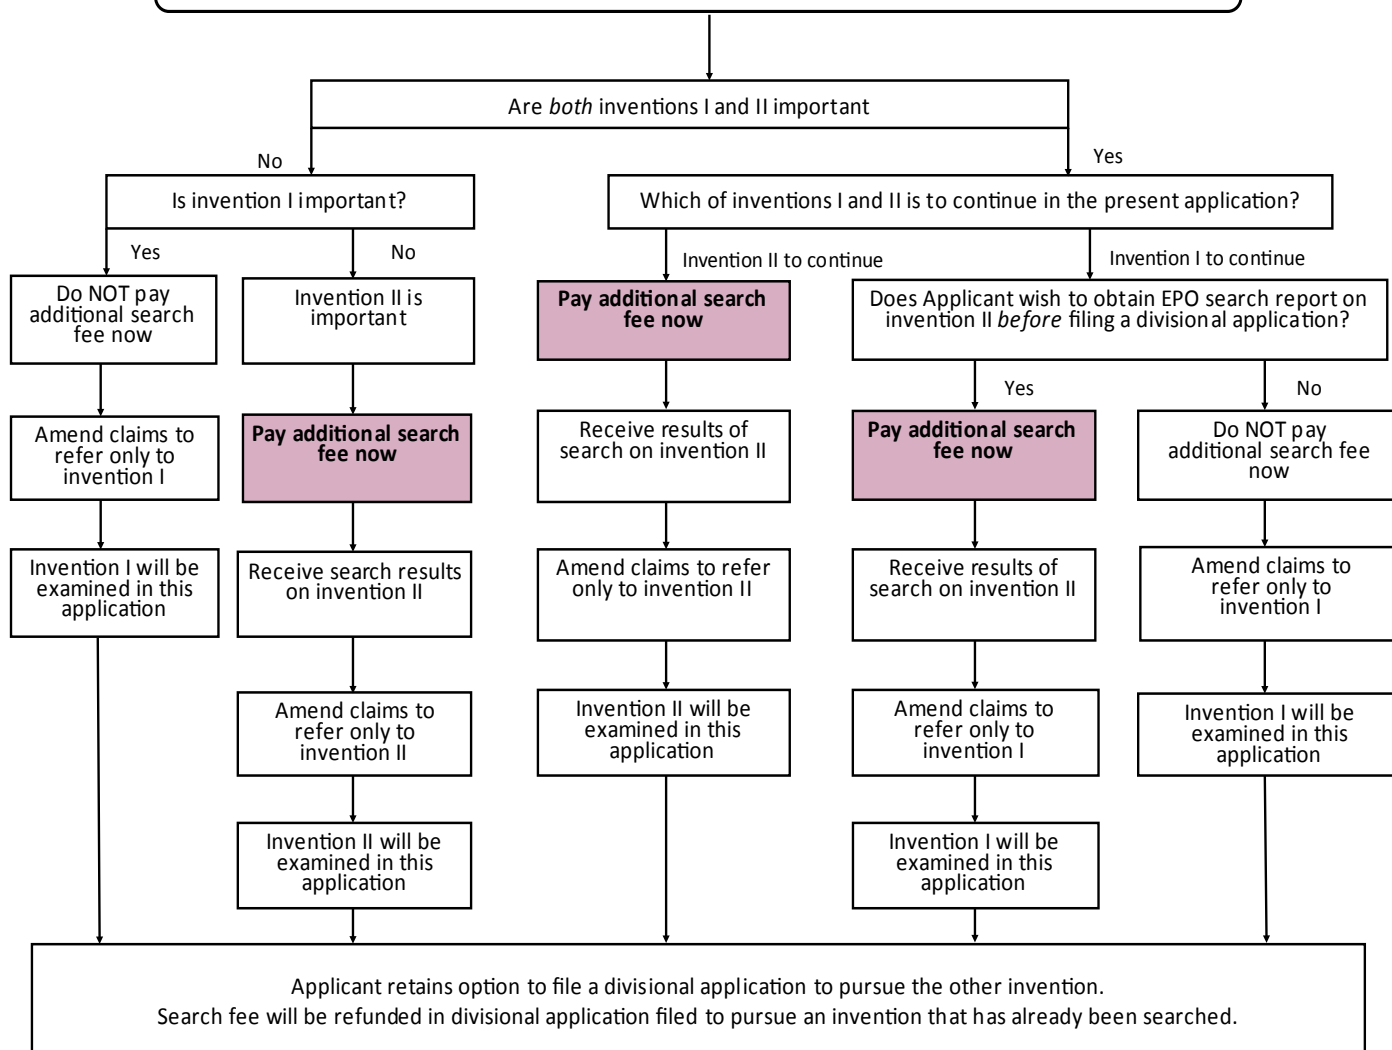 Are both inventions I and II important
No
Yes
Is invention I important?
Which of inventions I and II is to continue in the present application?
Yes
No
Invention II to continue
Invention I to continue
Do NOT pay
additional search
fee now
Invention II is
important
Pay additional search
fee now
Does Applicant wish to obtain EPO search report on
invention II before filing a divisional application?
Yes
No
Amend claims to
refer only to
invention I
Pay additional search
fee now
Receive results of
search on invention II
Pay additional search
fee now
Do NOT pay
additional search fee
now
Invention I will be
examined in this
application
Receive search results
on invention II
Amend claims to refer
only to invention II
Receive results of
search on invention II
Amend claims to
refer only to
invention I
Amend claims to
refer only to
invention II
Invention II will be
examined in this
application
Amend claims to
refer only to
invention I
Invention I will be
examined in this
application
Invention II will be
examined in this
application
Invention I will be
examined in this
application
Applicant retains option to file a divisional application to pursue the other invention.
Search fee will be refunded in divisional application filed to pursue an invention that has already been searched.